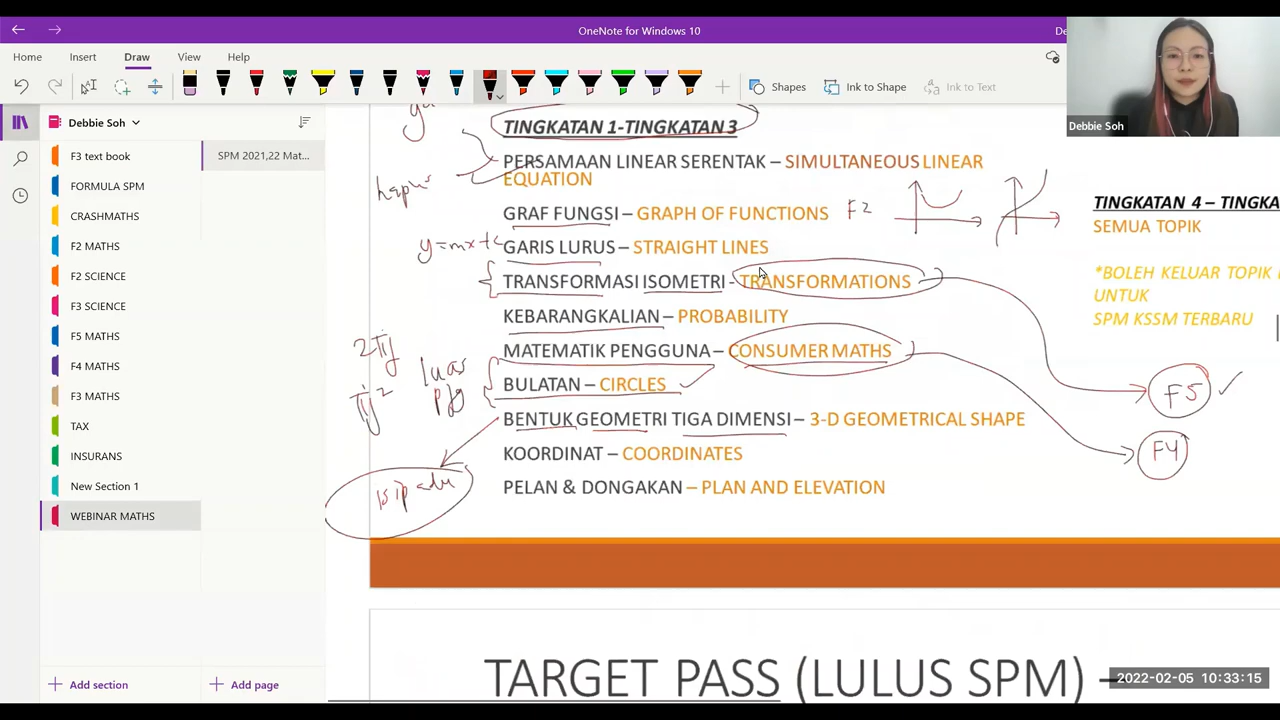 OneNote for Windows 10
De
Home Insert Draw View Help
Shapes Ink to Shape Ink to Text
Debbie Soh
Debbie Soh
F3 text book
FORMULA SPM
CRASHMATHS
F2 MATHS
F2 SCIENCE
F3 SCIENCE
F5 MATHS
F4 MATHS
F3 MATHS
TAX
INSURANS
New Section 1
WEBINAR MATHS
Add section
SPM 2021,22 Mat...
Add page
TINGKATAN 1-TINGKATAN 3
hapus
PERSAMAAN LINEAR SERENTAK – SIMULTANEOUS LINEAR
EQUATION
GRAF FUNGSI – GRAPH OF FUNCTIONS F2
y=mx+c GARIS LURUS – STRAIGHT LINES
TRANSFORMASI ISOMETRI - TRANSFORMATIONS
KEBARANGKALIAN – PROBABILITY
MATEMATIK PENGGUNA – CONSUMER MATHS
BULATAN – CIRCLES
BENTUK GEOMETRI TIGA DIMENSI – 3-D GEOMETRICAL SHAPE
KOORDINAT – COORDINATES
PELAN & DONGAKAN – PLAN AND ELEVATION
2πj
πj²
luas
isipadu
F5
F4
TINGKATAN 4 – TINGKA
SEMUA TOPIK
*BOLEH KELUAR TOPIK
UNTUK
SPM KSSM TERBARU
TARGET PASS (LULUS SPM) –
2022-02-05 10:33:15